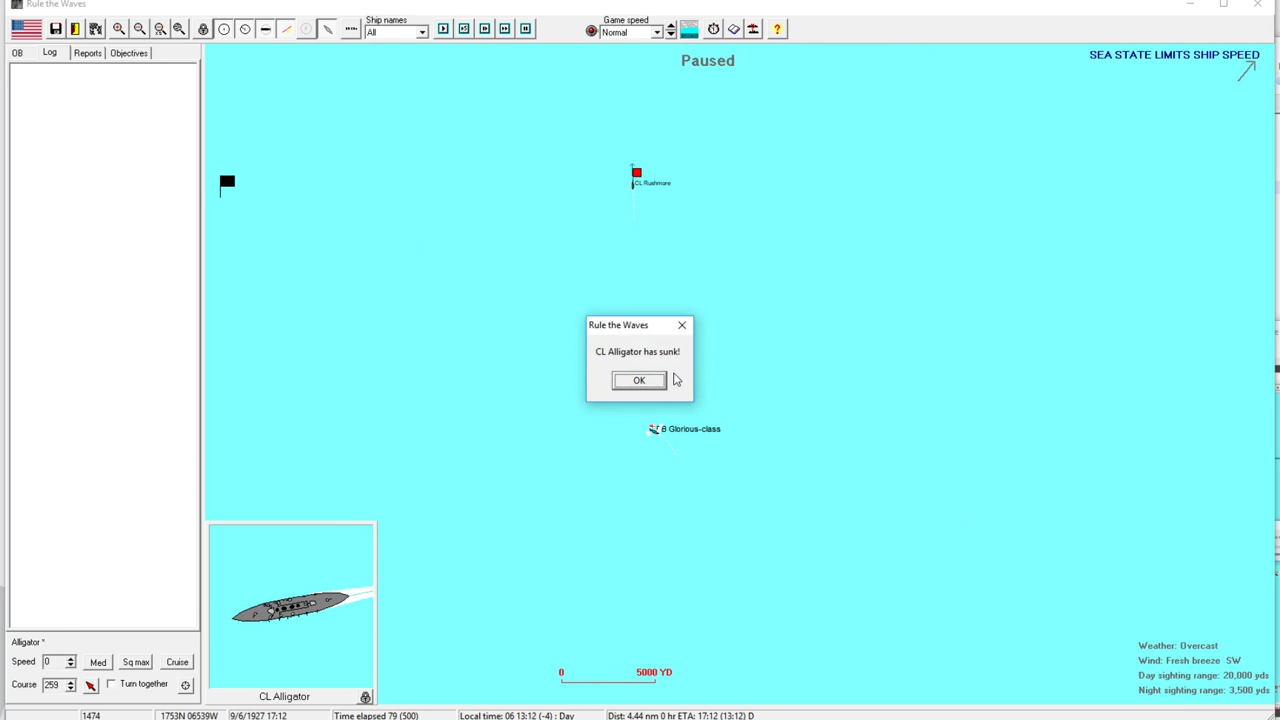 Rule the Waves
Ship names
All
Game speed
Normal
OB
Log
Reports
Objectives
Paused
SEA STATE LIMITS SHIP SPEED
CL Rushmore
Rule the Waves
CL Alligator has sunk!
OK
B Glorious-class
CL Alligator
Alligator *
Speed
0
Med
Sq max
Cruise
Course
259
Turn together
0
5000 YD
Weather: Overcast
Wind: Fresh breeze SW
Day sighting range: 20,000 yds
Night sighting range: 3,500 yds
1474
1753N 06539W
9/6/1927 17:12
Time elapsed 79 (500)
Local time: 06 13:12 (-4) : Day
Dist: 4.44 nm 0 hr ETA: 17:12 (13:12) D